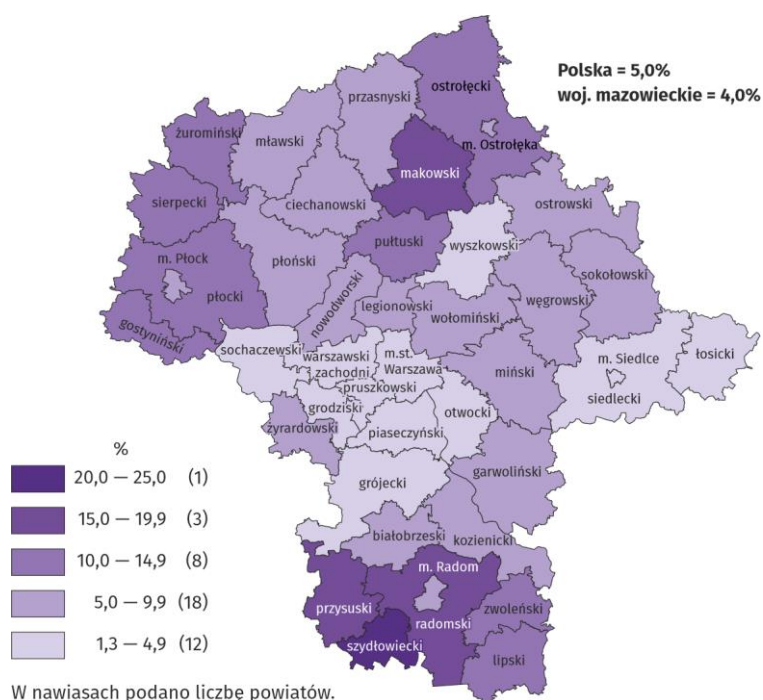 Polska = 5,0%
woj. mazowieckie = 4,0%
ostrołęcki
przasnyski
żuromiński
mławski
m. Ostrołęka
makowski
sierpecki
ciechanowski
ostrowski
pułtuski
wyszkowski
m. Płock
płoński
sokołowski
płocki
nowodworski
legionowski
węgrowski
wołomiński
gostyniński
sochaczewski
warszawski
zachodni
m.st.
Warszawa
m. Siedlce
łosicki
pruszkowski
miński
siedlecki
grodziski
otwocki
żyrardowski
piaseczyński
garwoliński
grójecki
białobrzeski
kozienicki
m. Radom
przysuski
zwoleński
radomski
szydłowiecki
lipski
%
20,0 — 25,0 (1)
15,0 — 19,9 (3)
10,0 — 14,9 (8)
5,0 — 9,9 (18)
1,3 — 4,9 (12)
W nawiasach podano liczbę powiatów.